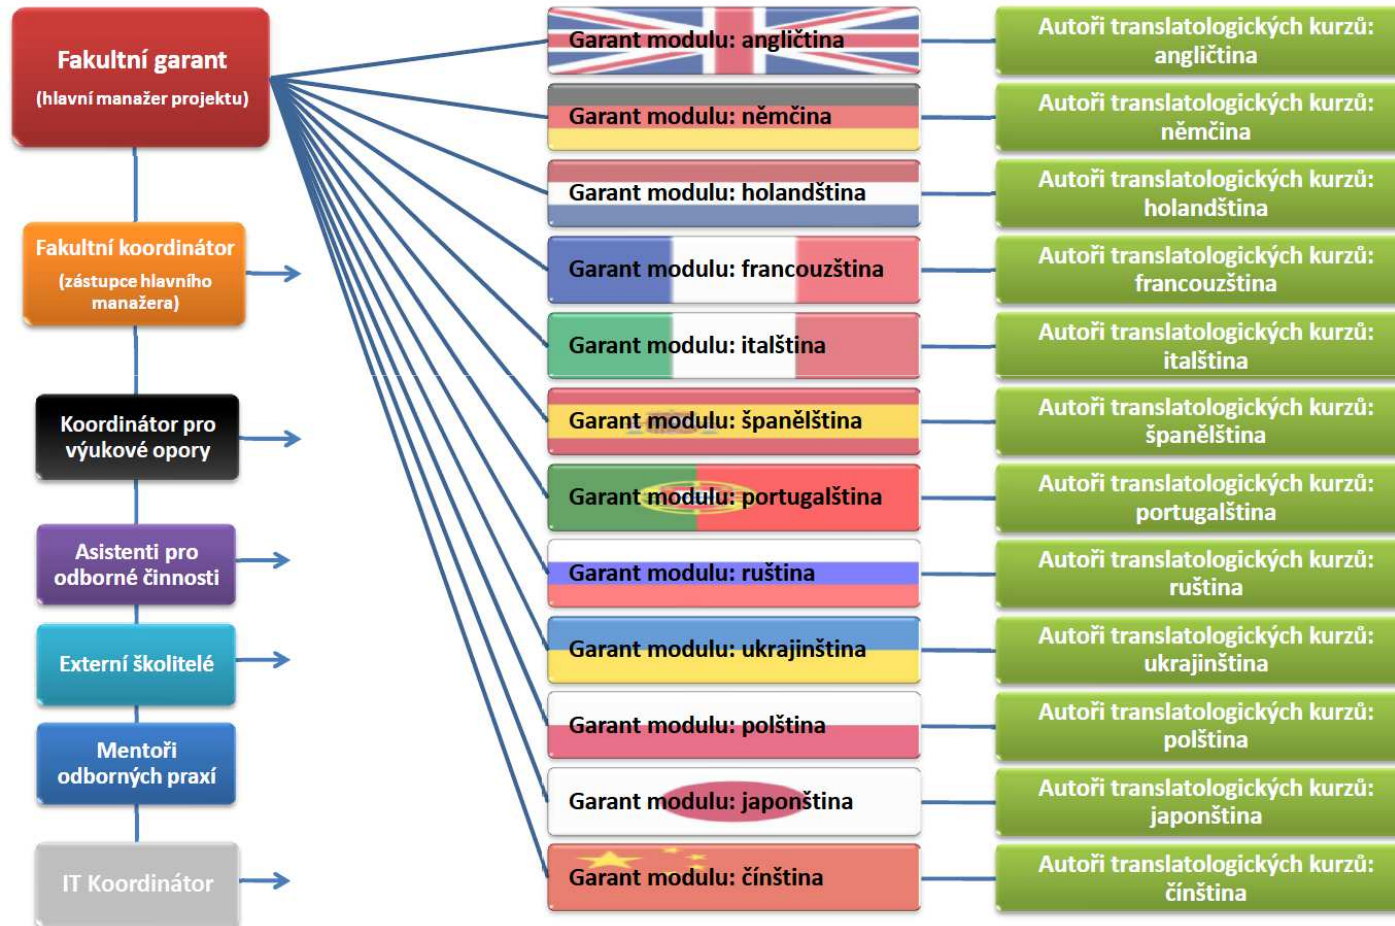 Fakultní garant
(hlavní manažer projektu)
Fakultní koordinátor
(zástupce hlavního
manažera)
Koordinátor pro
výukové opory
Asistenti pro
odborné činnosti
Externí školitelé
Mentoři
odborných praxí
IT Koordinátor
Garant modulu: angličtina
Garant modulu: němčina
Garant modulu: holandština
Garant modulu: francouzština
Garant modulu: italština
Garant modulu: španělština
Garant modulu: portugalština
Garant modulu: ruština
Garant modulu: ukrajinština
Garant modulu: polština
Garant modulu: japonština
Garant modulu: čínština
Autoři translatologických kurzů:
angličtina
Autoři translatologických kurzů:
němčina
Autoři translatologických kurzů:
holandština
Autoři translatologických kurzů:
francouzština
Autoři translatologických kurzů:
italština
Autoři translatologických kurzů:
španělština
Autoři translatologických kurzů:
portugalština
Autoři translatologických kurzů:
ruština
Autoři translatologických kurzů:
ukrajinština
Autoři translatologických kurzů:
polština
Autoři translatologických kurzů:
japonština
Autoři translatologických kurzů:
čínština